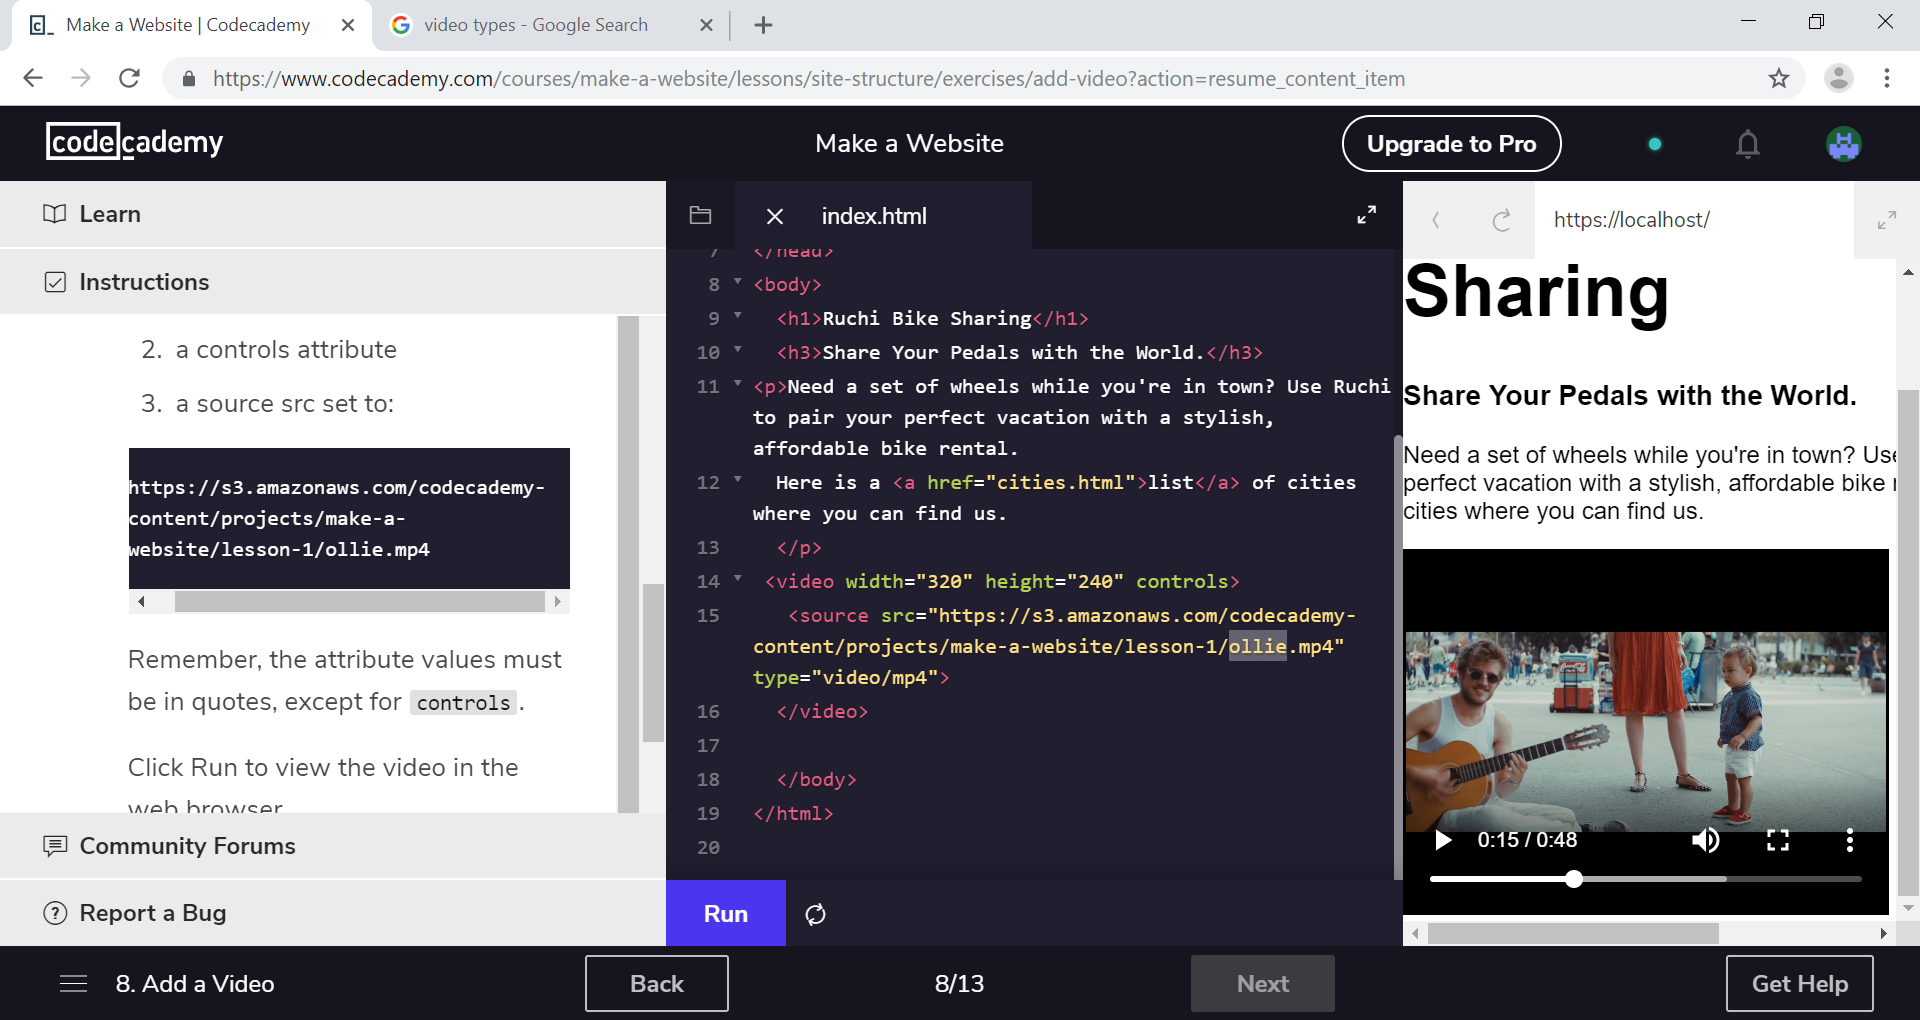 Make a Website | Codecademy
video types - Google Search
https://www.codecademy.com/courses/make-a-website/lessons/site-structure/exercises/add-video?action=resume_content_item
codecademy
Make a Website
Upgrade to Pro
Learn
Instructions
2. a controls attribute
3. a source src set to:
https://s3.amazonaws.com/codecademy-
content/projects/make-a-
website/lesson-1/ollie.mp4
Remember, the attribute values must
be in quotes, except for controls.
Click Run to view the video in the
web browser
Community Forums
? Report a Bug
index.html
7 </head>
8 <body>
9 <h1>Ruchi Bike Sharing</h1>
10 <h3>Share Your Pedals with the World.</h3>
11 <p>Need a set of wheels while you're in town? Use Ruchi
to pair your perfect vacation with a stylish,
affordable bike rental.
12 Here is a <a href="cities.html">list</a> of cities
where you can find us.
13 </p>
14 <video width="320" height="240" controls>
15 <source src="https://s3.amazonaws.com/codecademy-
content/projects/make-a-website/lesson-1/ollie.mp4"
type="video/mp4">
16 </video>
17
18 </body>
19 </html>
20
Run
https://localhost/
Sharing
Share Your Pedals with the World.
Need a set of wheels while you're in town? Use
perfect vacation with a stylish, affordable bike
cities where you can find us.
0:15 / 0:48
8. Add a Video
Back
8/13
Next
Get Help